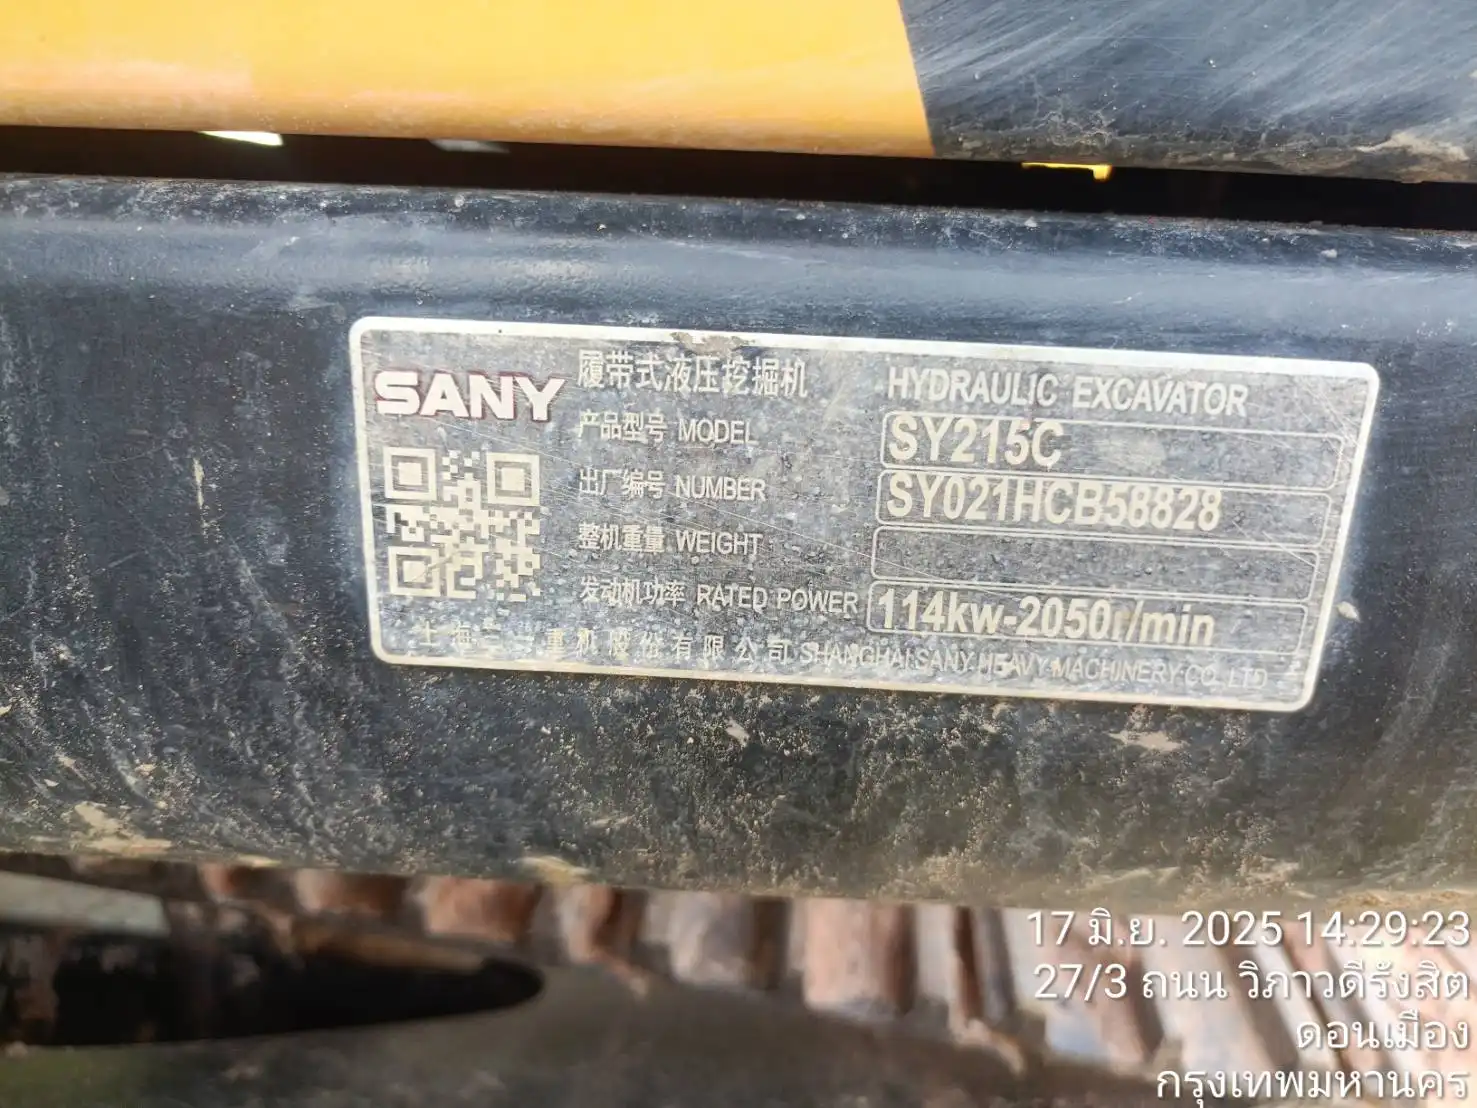 SANY
履带式液压挖掘机 HYDRAULIC EXCAVATOR
产品型号 MODEL SY215C
出厂编号 NUMBER SY021HCB58828
整机重量 WEIGHT
发动机功率 RATED POWER 114kw-2050r/min
上海三一重机股份有限公司 SHANGHAI SANY HEAVY MACHINERY CO. LTD
17 มิ.ย. 2025 14:29:23
27/3 ถนน วิภาวดีรังสิต
ดอนเมือง
กรุงเทพมหานคร